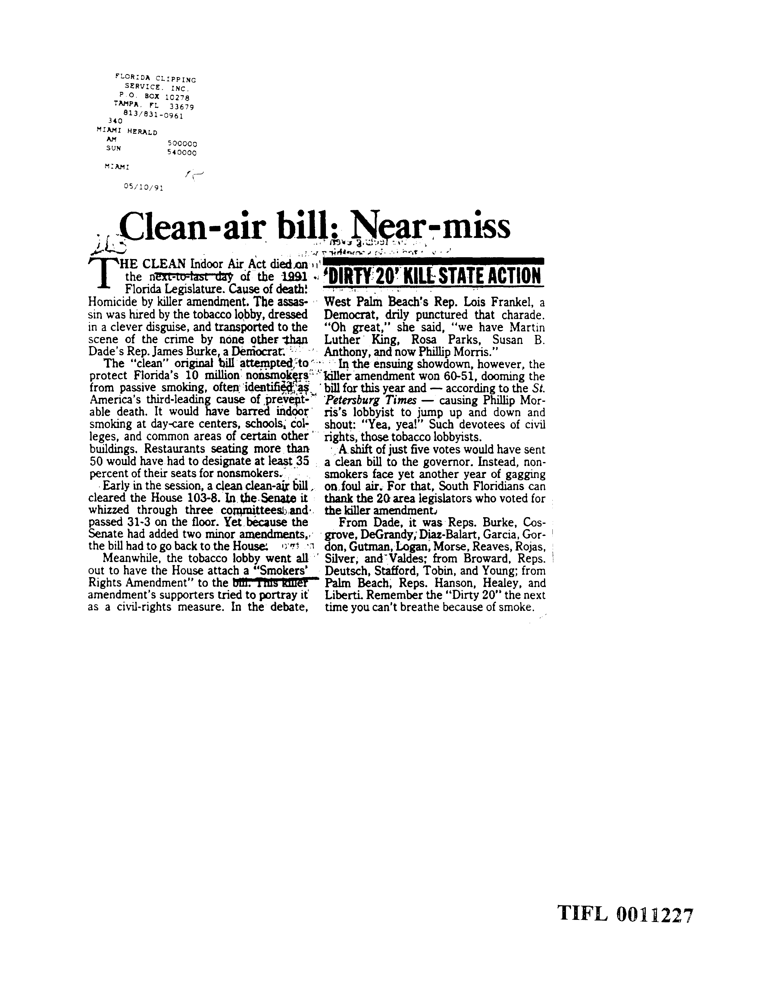 FLORIDA CLIPPING
SERVICE, INC.
P.O. BOX 10278
TAMPA, FL 33679
813/831-0961
340
MIAMI HERALD
AM 500000
SUN 540000
MIAMI
05/10/91
Clean-air bill: Near-miss
THE CLEAN Indoor Air Act died on
the next-to-last day of the 1991
Florida Legislature. Cause of death:
Homicide by killer amendment. The assas-
sin was hired by the tobacco lobby, dressed
in a clever disguise, and transported to the
scene of the crime by none other than
Dade's Rep. James Burke, a Democrat.
The "clean" original bill attempted to
protect Florida's 10 million nonsmokers
from passive smoking, often identified as
America's third-leading cause of prevent-
able death. It would have barred indoor
smoking at day-care centers, schools, col-
leges, and common areas of certain other
buildings. Restaurants seating more than
50 would have had to designate at least 35
percent of their seats for nonsmokers.
Early in the session, a clean clean-air bill
cleared the House 103-8. In the Senate it
whizzed through three committees and
passed 31-3 on the floor. Yet because the
Senate had added two minor amendments,
the bill had to go back to the House.
Meanwhile, the tobacco lobby went all
out to have the House attach a "Smokers'
Rights Amendment" to the bill. This killer
amendment's supporters tried to portray it
as a civil-rights measure. In the debate,
'DIRTY 20' KILL STATE ACTION
West Palm Beach's Rep. Lois Frankel, a
Democrat, drily punctured that charade.
"Oh great," she said, "we have Martin
Luther King, Rosa Parks, Susan B.
Anthony, and now Phillip Morris."
In the ensuing showdown, however, the
killer amendment won 60-51, dooming the
bill for this year and — according to the St.
Petersburg Times — causing Phillip Mor-
ris's lobbyist to jump up and down and
shout: "Yea, yea!" Such devotees of civil
rights, those tobacco lobbyists.
A shift of just five votes would have sent
a clean bill to the governor. Instead, non-
smokers face yet another year of gagging
on foul air. For that, South Floridians can
thank the 20 area legislators who voted for
the killer amendment.
From Dade, it was Reps. Burke, Cos-
grove, DeGrandy, Diaz-Balart, Garcia, Gor-
don, Gutman, Logan, Morse, Reaves, Rojas,
Silver, and Valdes; from Broward, Reps.
Deutsch, Stafford, Tobin, and Young; from
Palm Beach, Reps. Hanson, Healey, and
Liberti. Remember the "Dirty 20" the next
time you can't breathe because of smoke.
TIFL 0011227